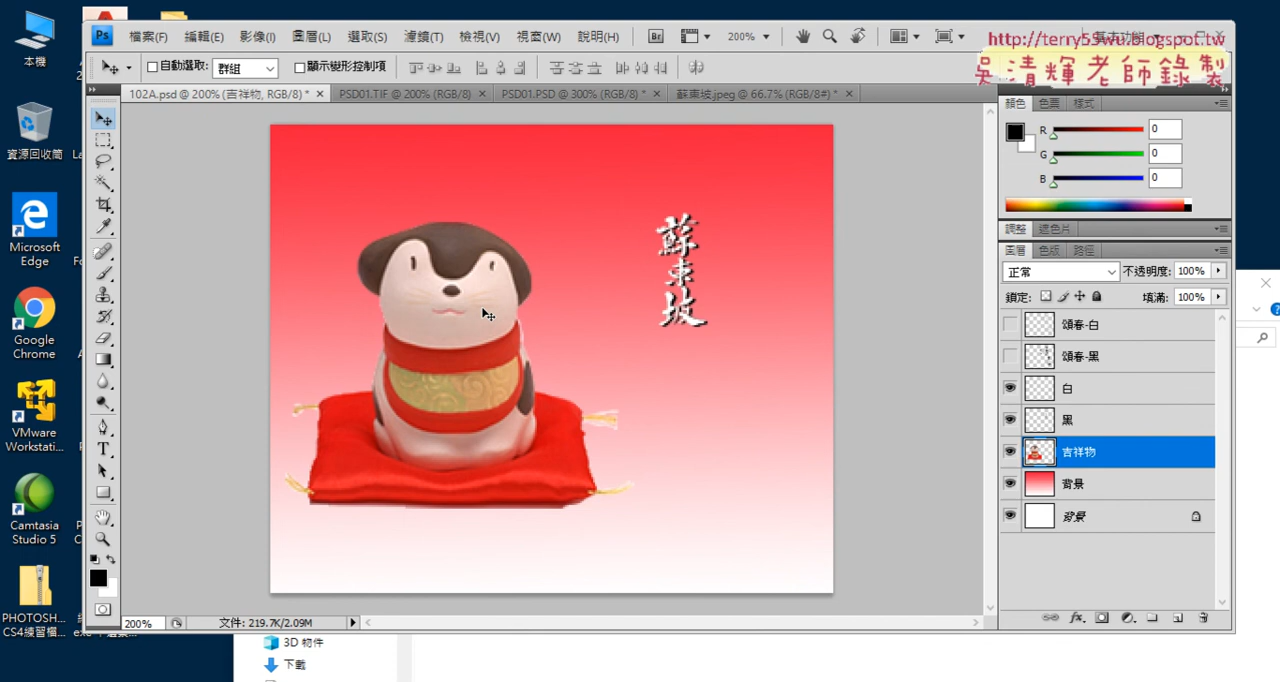 本機
資源回收筒
Microsoft
Edge
Google
Chrome
VMware
Workstati...
Camtasia
Studio 5
PHOTOSH...
CS4練習檔...
Ps
檔案(F)
編輯(E)
影像(I)
圖層(L)
選取(S)
濾鏡(T)
檢視(V)
視窗(W)
說明(H)
Br
200%
http://terry55wu.blogspot.tw
吳清輝老師錄製
自動選取:
群組
顯示變形控制項
102A.psd @ 200% (吉祥物, RGB/8) *
PSD01.TIF @ 200% (RGB/8)
PSD01.PSD @ 300% (RGB/8) *
蘇東坡.jpeg @ 66.7% (RGB/8#) *
蘇東坡
顏色
色票
樣式
R
0
G
0
B
0
調整
遮色片
圖層
色版
路徑
正常
不透明度:
100%
鎖定:
填滿:
100%
頌春-白
頌春-黑
白
黑
吉祥物
背景
背景
fx
200%
文件: 219.7K/2.09M
3D 物件
下載